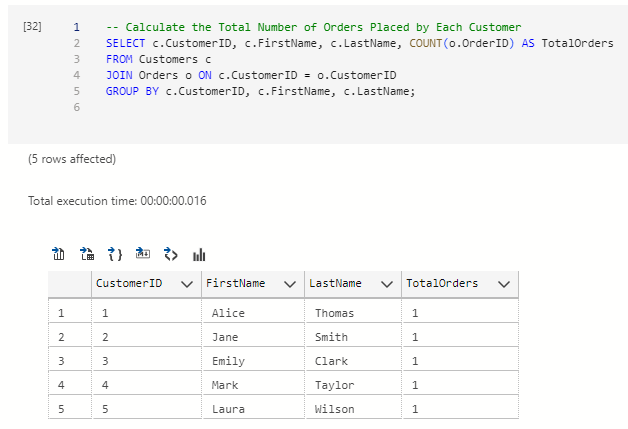 [32] 1 -- Calculate the Total Number of Orders Placed by Each Customer
2 SELECT c.CustomerID, c.FirstName, c.LastName, COUNT(o.OrderID) AS TotalOrders
3 FROM Customers c
4 JOIN Orders o ON c.CustomerID = o.CustomerID
5 GROUP BY c.CustomerID, c.FirstName, c.LastName;
6
(5 rows affected)
Total execution time: 00:00:00.016
CustomerID FirstName LastName TotalOrders
1 1 Alice Thomas 1
2 2 Jane Smith 1
3 3 Emily Clark 1
4 4 Mark Taylor 1
5 5 Laura Wilson 1